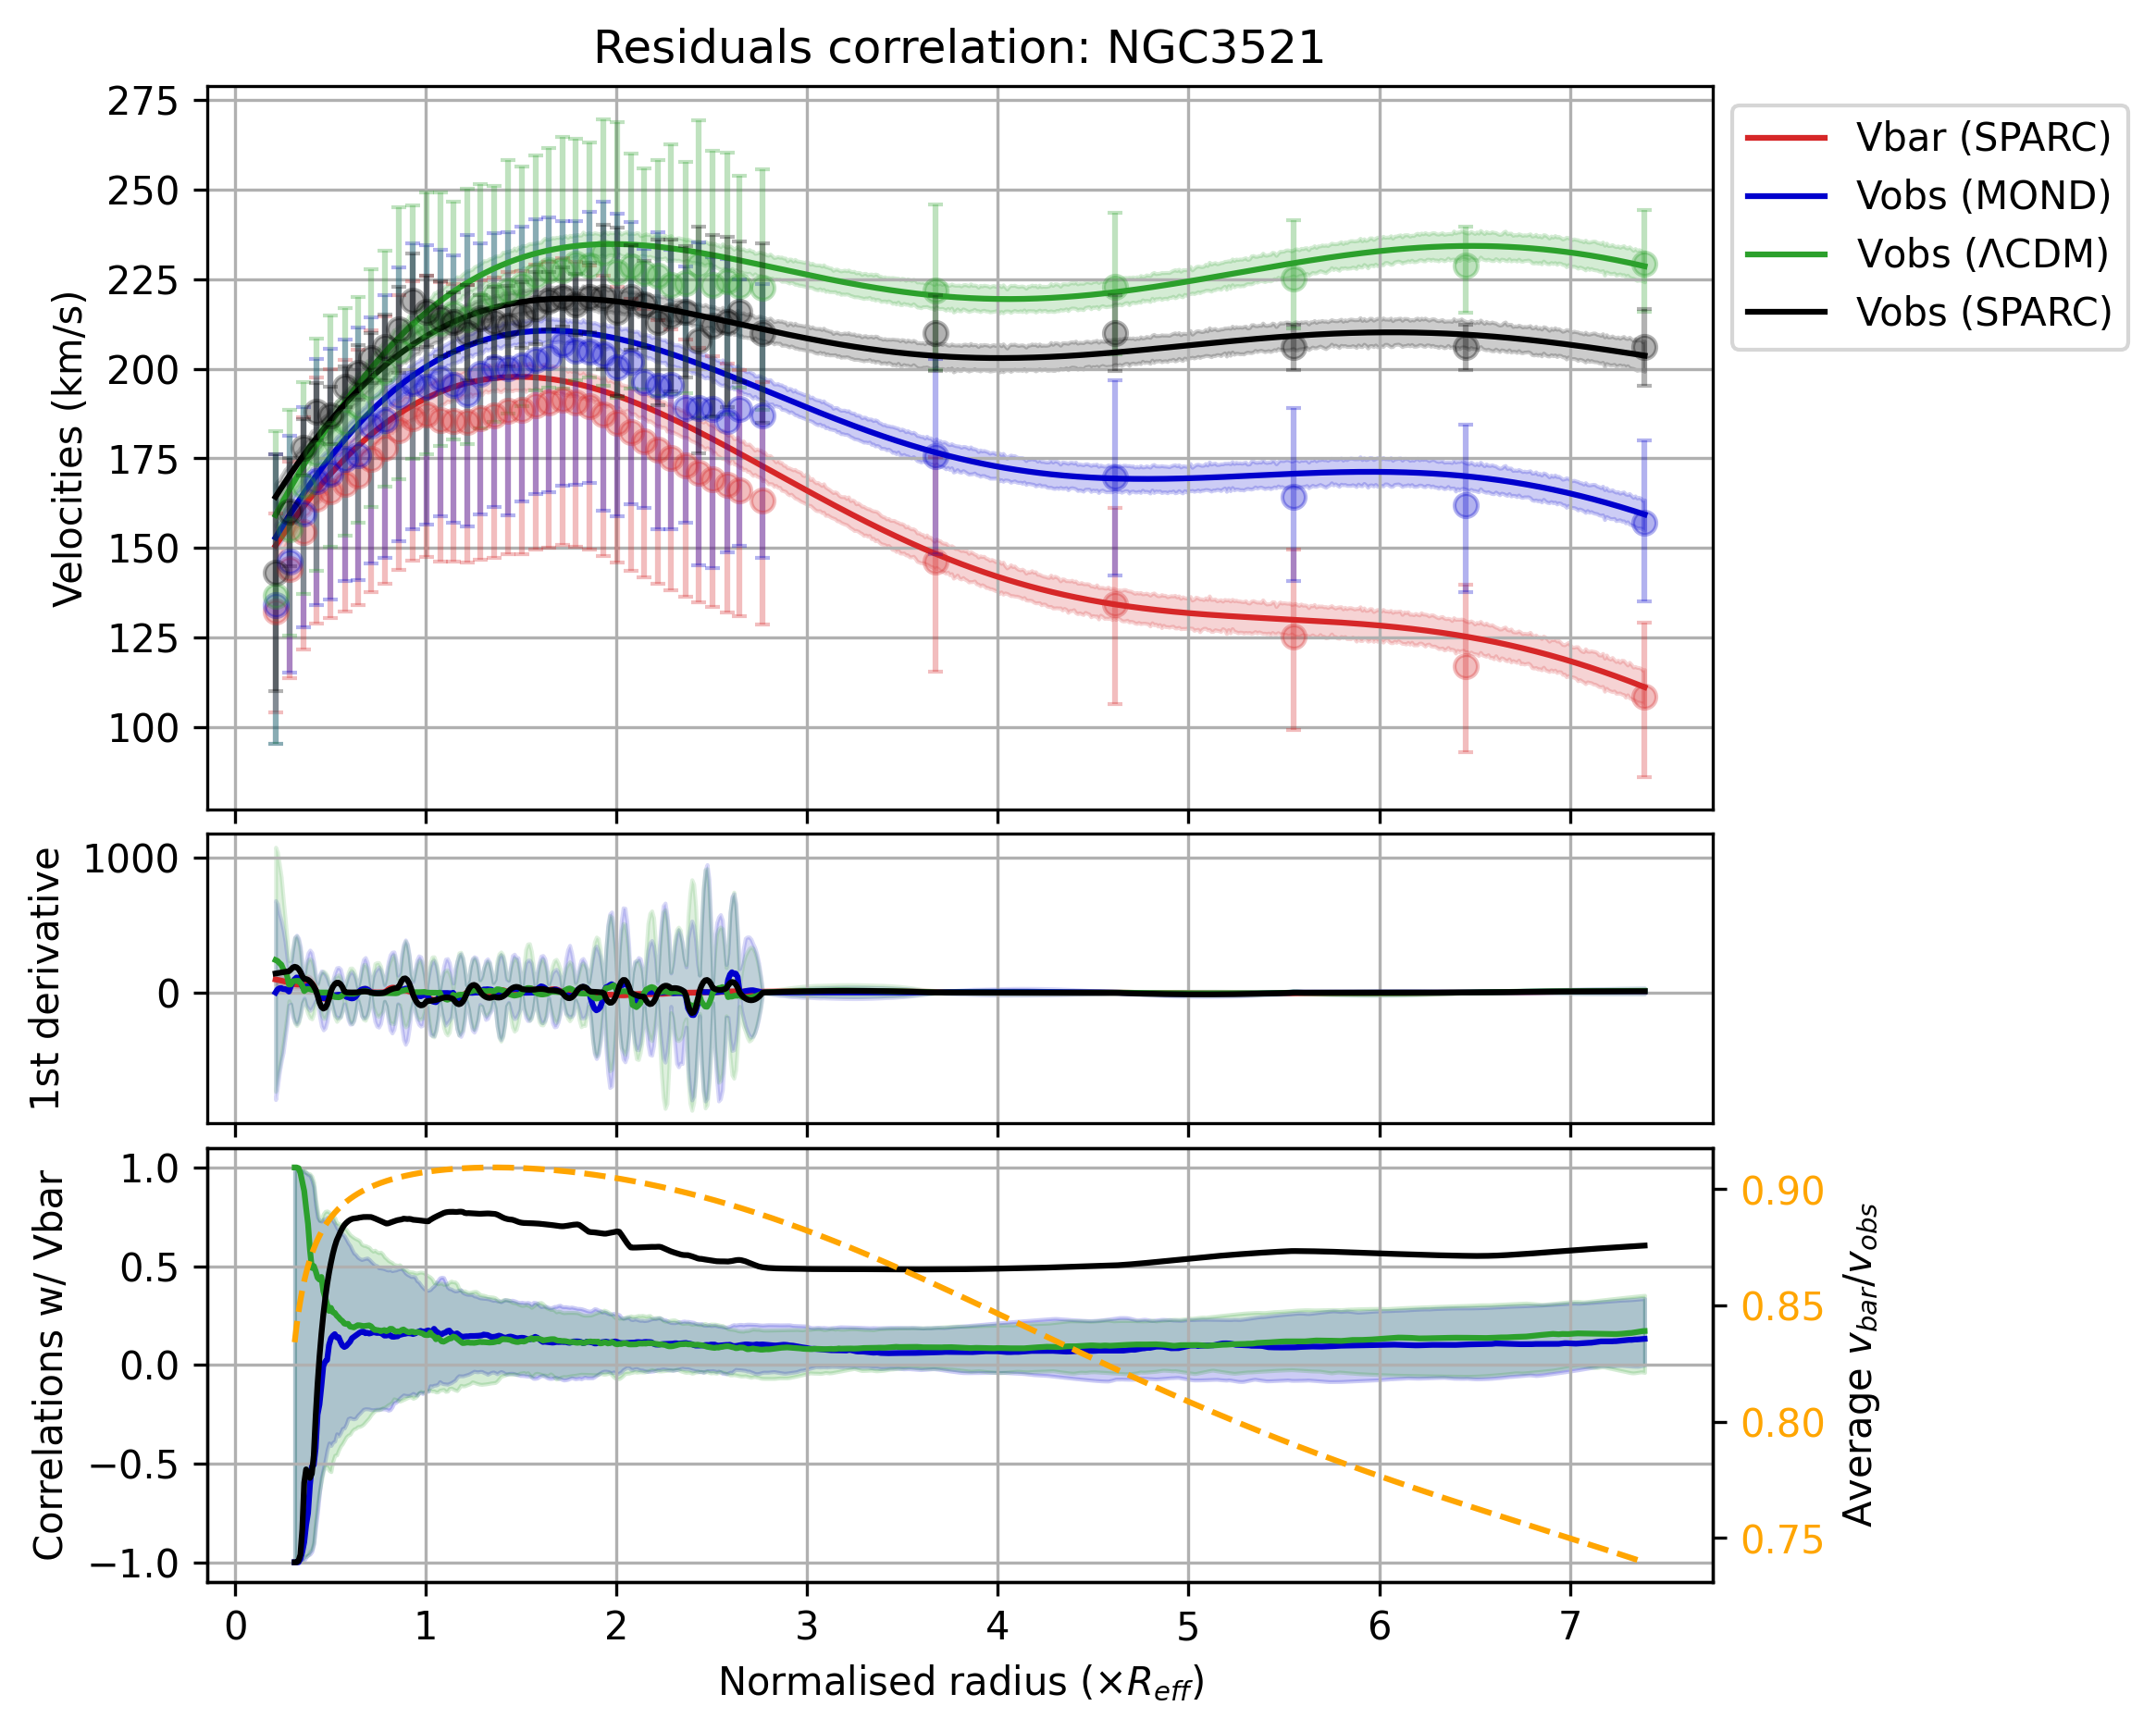 Residuals correlation: NGC3521
275
250
225
200
175
150
125
100
Velocities (km/s)
Vbar (SPARC)
Vobs (MOND)
Vobs (ΛCDM)
Vobs (SPARC)
1000
0
1st derivative
1.0
0.5
0.0
−0.5
−1.0
Correlations w/ Vbar
0.90
0.85
0.80
0.75
Average v_bar/v_obs
0 1 2 3 4 5 6 7
Normalised radius (×R_eff)